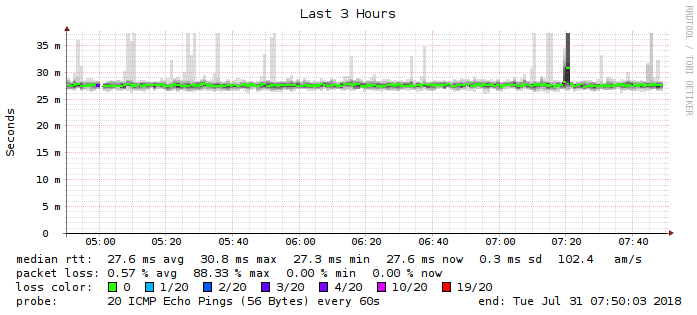 Last 3 Hours
RRDTOOL / TOBI OETIKER
Seconds
35 m
30 m
25 m
20 m
15 m
10 m
5 m
0
05:00 05:20 05:40 06:00 06:20 06:40 07:00 07:20 07:40
median rtt: 27.6 ms avg 30.8 ms max 27.3 ms min 27.6 ms now 0.3 ms sd 102.4 am/s
packet loss: 0.57 % avg 88.33 % max 0.00 % min 0.00 % now
loss color: 0 1/20 2/20 3/20 4/20 10/20 19/20
probe: 20 ICMP Echo Pings (56 Bytes) every 60s end: Tue Jul 31 07:50:03 2018